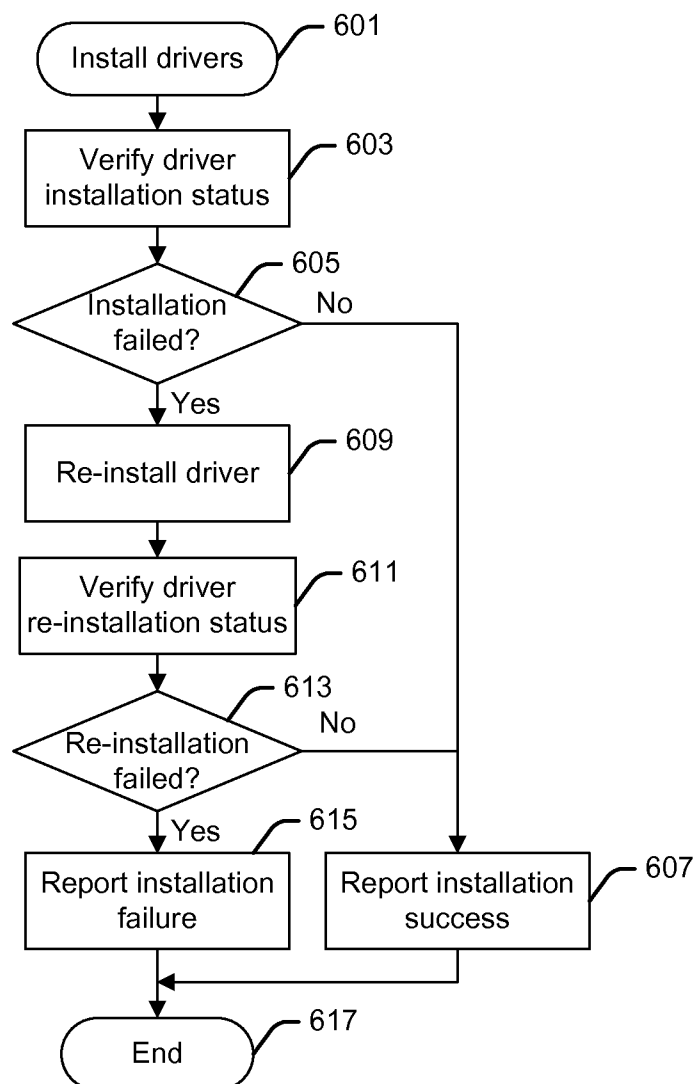 601
Install drivers
603
Verify driver
installation status
605
Installation
failed?
No
Yes
609
Re-install driver
611
Verify driver
re-installation status
613
Re-installation
failed?
No
Yes
615
Report installation
failure
607
Report installation
success
617
End